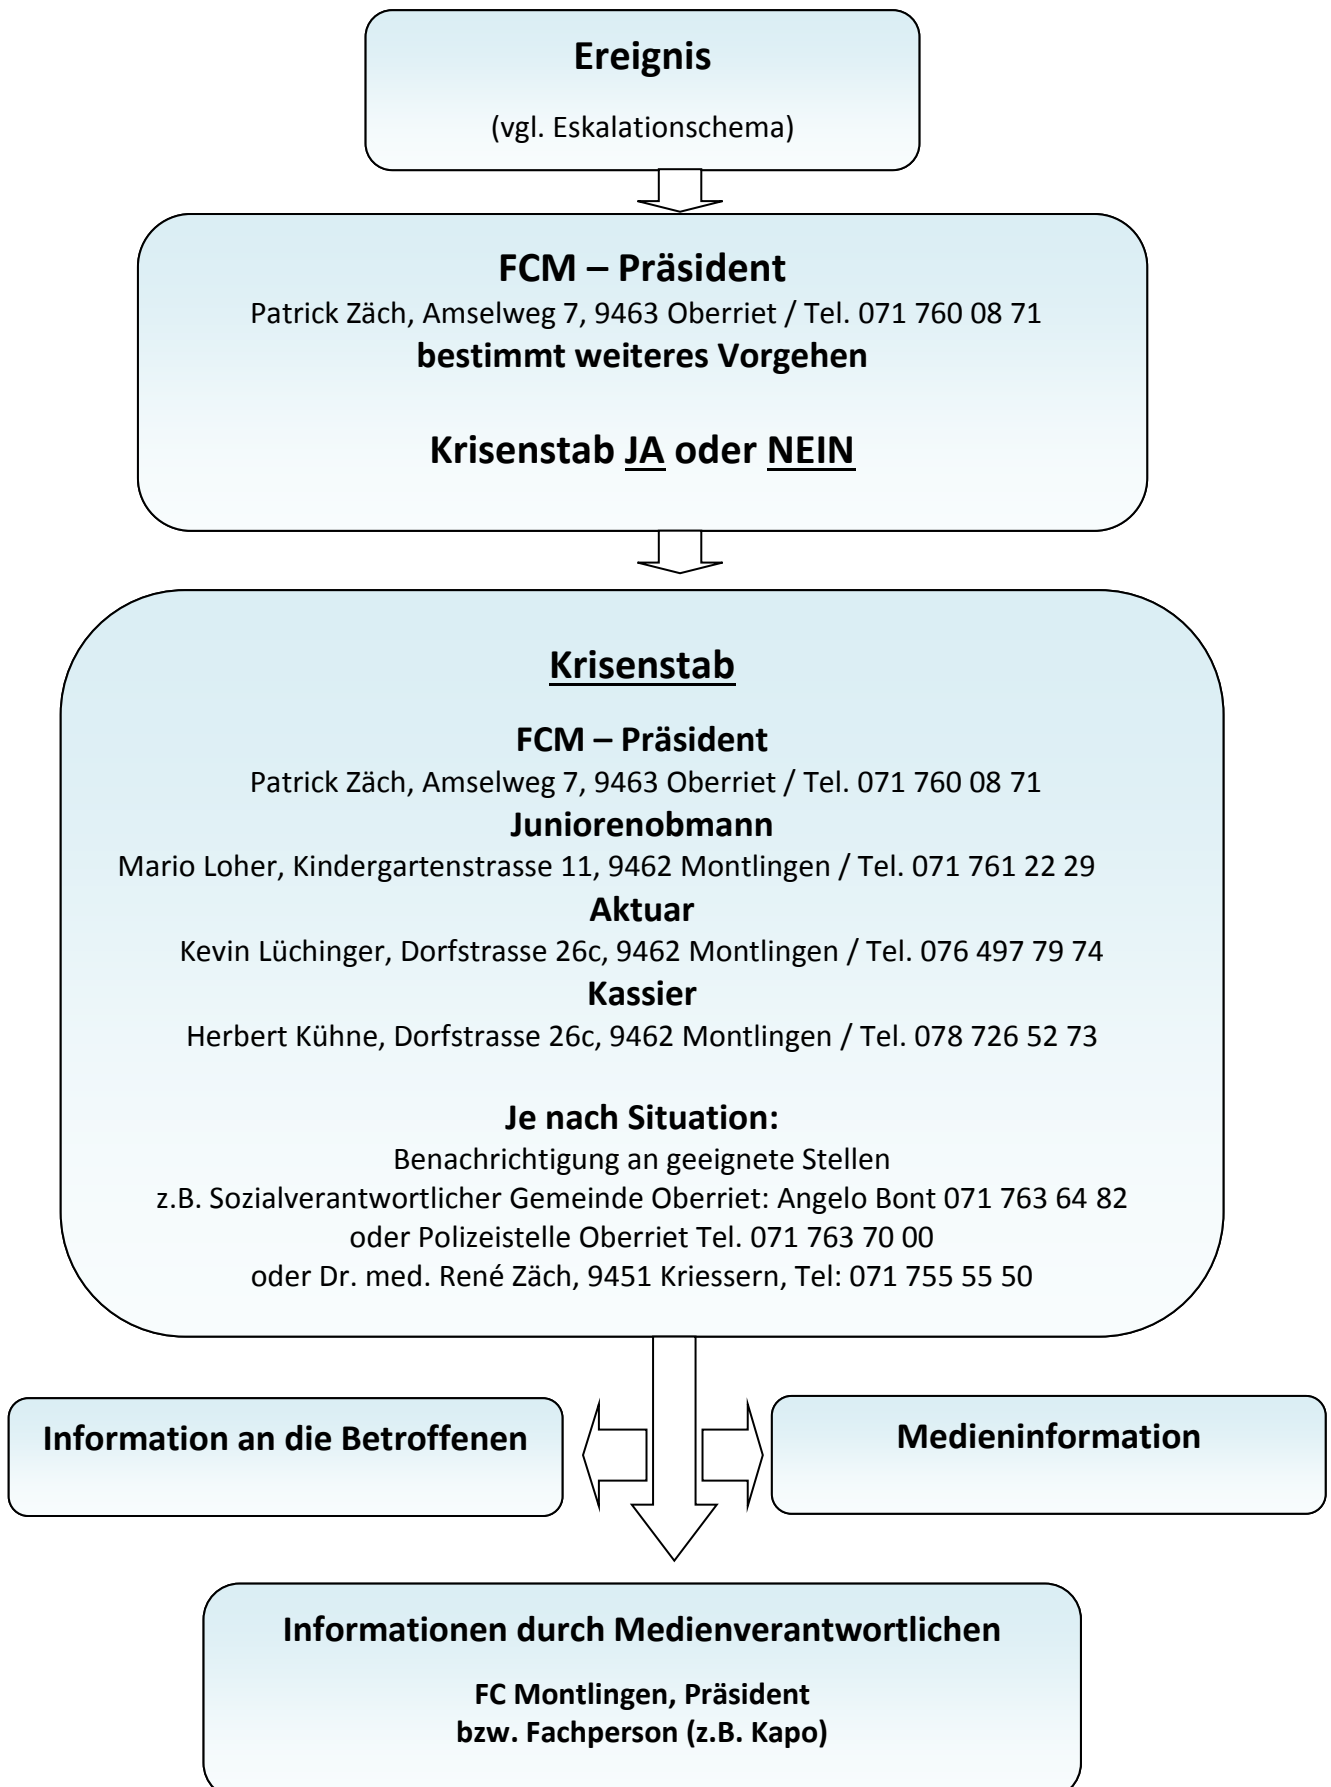 Ereignis
(vgl. Eskalationschema)
FCM – Präsident
Patrick Zäch, Amselweg 7, 9463 Oberriet / Tel. 071 760 08 71
bestimmt weiteres Vorgehen
Krisenstab JA oder NEIN
Krisenstab
FCM – Präsident
Patrick Zäch, Amselweg 7, 9463 Oberriet / Tel. 071 760 08 71
Juniorenobmann
Mario Loher, Kindergartenstrasse 11, 9462 Montlingen / Tel. 071 761 22 29
Aktuar
Kevin Lüchinger, Dorfstrasse 26c, 9462 Montlingen / Tel. 076 497 79 74
Kassier
Herbert Kühne, Dorfstrasse 26c, 9462 Montlingen / Tel. 078 726 52 73
Je nach Situation:
Benachrichtigung an geeignete Stellen
z.B. Sozialverantwortlicher Gemeinde Oberriet: Angelo Bont 071 763 64 82
oder Polizeistelle Oberriet Tel. 071 763 70 00
oder Dr. med. René Zäch, 9451 Kriessern, Tel: 071 755 55 50
Information an die Betroffenen
Medieninformation
Informationen durch Medienverantwortlichen
FC Montlingen, Präsident
bzw. Fachperson (z.B. Kapo)